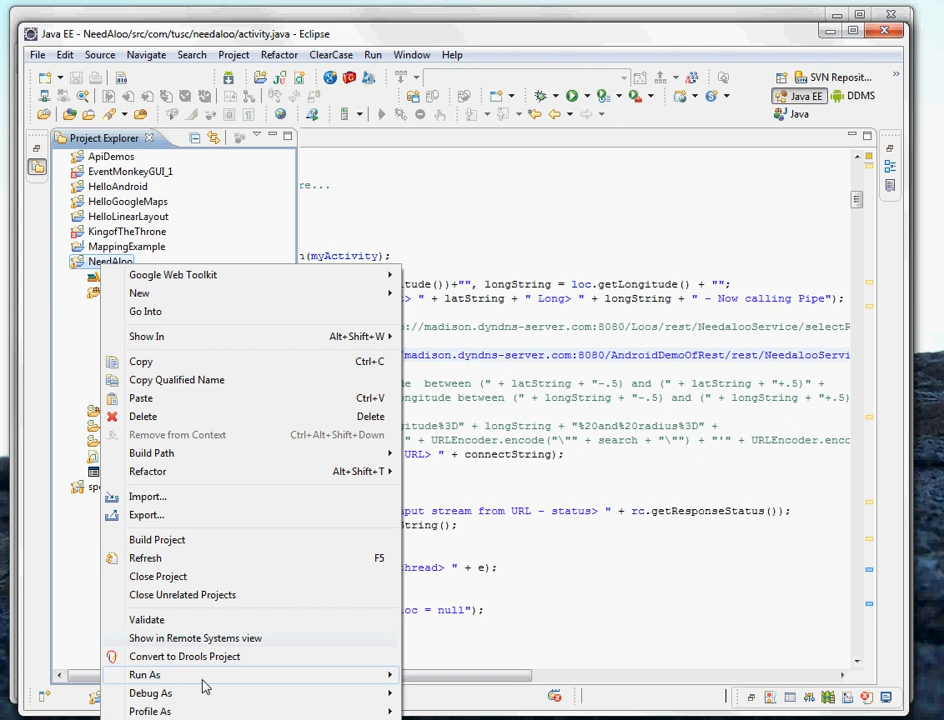 Java EE - NeedAloo/src/com/tusc/needaloo/activity.java - Eclipse
File Edit Source Navigate Search Project Refactor ClearCase Run Window Help
SVN Reposit...
Java EE DDMS
Java
Project Explorer
ApiDemos
EventMonkeyGUI_1
HelloAndroid
re...
HelloGoogleMaps
HelloLinearLayout
KingofTheThrone
MappingExample
(myActivity);
NeedAloo
Google Web Toolkit
tude())+"", longString = loc.getLongitude() + "";
New
> " + latString + " Long> " + longString + " - Now calling Pipe");
Go Into
://madison.dyndns-server.com:8080/Loos/rest/NeedalooService/selectR
Show In Alt+Shift+W
/madison.dyndns-server.com:8080/AndroidDemoOfRest/rest/NeedalooServi
Copy Ctrl+C
Copy Qualified Name
de between (" + latString + "-.5) and (" + latString + "+.5)" +
Paste Ctrl+V
ngitude between (" + longString + "-.5) and (" + longString + "+.5)
Delete Delete
gitude%3D" + longString + "%20and%20radius%3D" +
Remove from Context Ctrl+Alt+Shift+Down
" + URLEncoder.encode("\"" + search + "\"") + "'" + URLEncoder.enco
Build Path
URL> " + connectString);
Refactor Alt+Shift+T
spe
Import...
put stream from URL - status> " + rc.getResponseStatus());
Export...
String();
Build Project
Refresh F5
hread> " + e);
Close Project
Close Unrelated Projects
oc = null");
Validate
Show in Remote Systems view
Convert to Drools Project
Run As
Debug As
Profile As